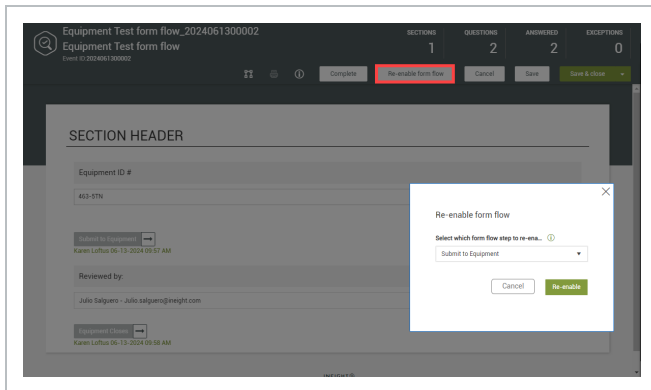 Equipment Test form flow_2024061300002
Equipment Test form flow
Event ID 2024061300002
SECTIONS QUESTIONS ANSWERED EXCEPTIONS
1 2 2 0
Complete Re-enable form flow Cancel Save Save & close
SECTION HEADER
Equipment ID #
463-STN
Submit to Equipment
Karen Loftus 06-13-2024 09:57 AM
Reviewed by:
Julio Salguero - Julio.salguero@ineight.com
Equipment Closes
Karen Loftus 06-13-2024 09:58 AM
Re-enable form flow
Select which form flow step to re-ena...
Submit to Equipment
Cancel Re-enable
INEIGHT